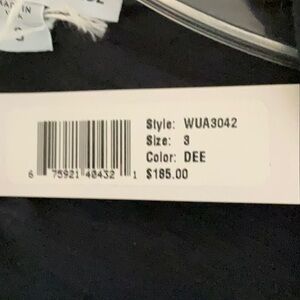 Style: WUA3042
Size: 3
Color: DEE
$185.00
6 75921 40432 1